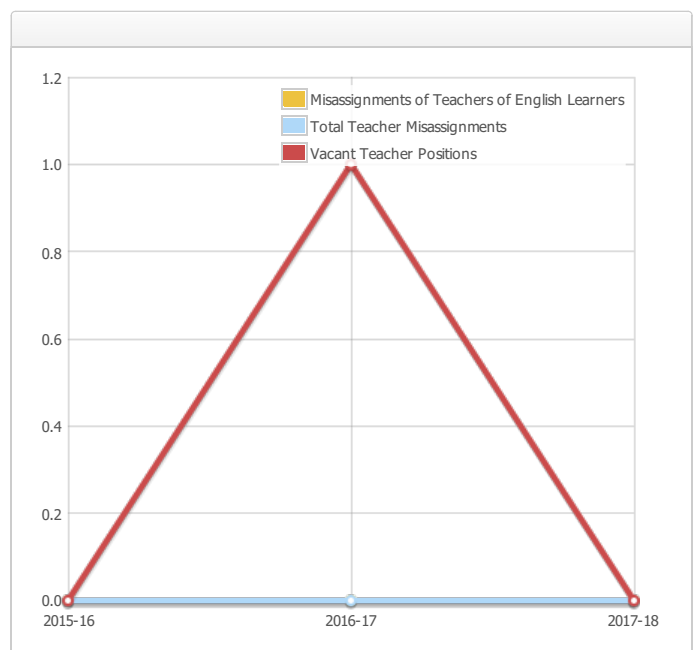 1.2
Misassignments of Teachers of English Learners
Total Teacher Misassignments
Vacant Teacher Positions
1.0
0.8
0.6
0.4
0.2
0.0
2015-16 2016-17 2017-18